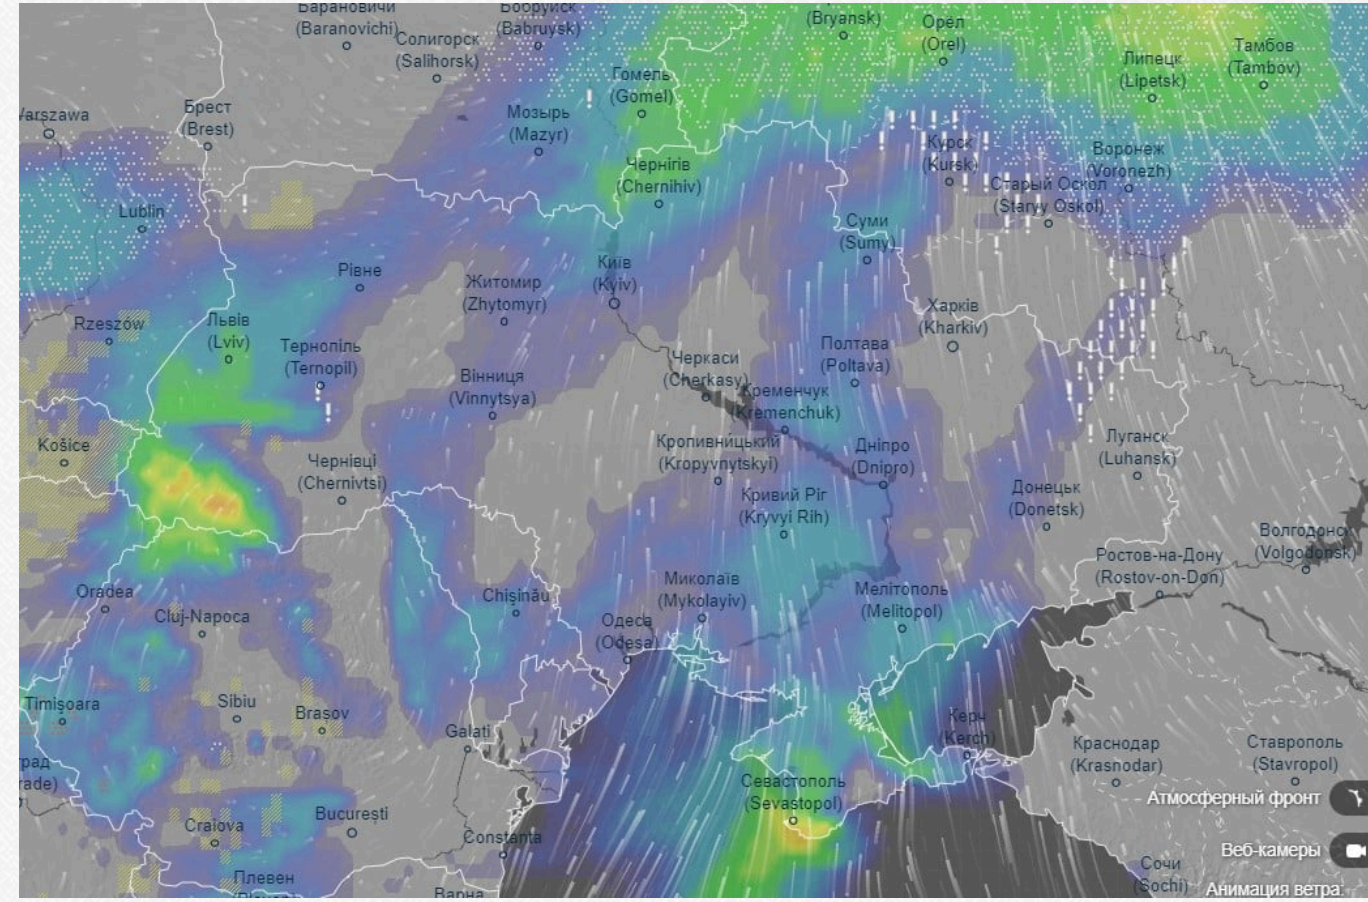 Барановичи
(Baranovichi)
Бобруйск
(Babruysk)
(Bryansk)
Орёл
(Orel)
Солигорск
(Salihorsk)
Липецк
(Lipetsk)
Тамбов
(Tambov)
Гомель
(Gomel)
Брест
(Brest)
Мозырь
(Mazyr)
Курск
(Kursk)
Воронеж
(Voronezh)
Чернігів
(Chernihiv)
Старый Оскол
(Staryy Oskol)
Lublin
Суми
(Sumy)
Рівне
Київ
(Kyiv)
Житомир
(Zhytomyr)
Rzeszów
Львів
(Lviv)
Харків
(Kharkiv)
Тернопіль
(Ternopil)
Черкаси
(Cherkasy)
Полтава
(Poltava)
Вінниця
(Vinnytsya)
Кременчук
(Kremenchuk)
Košice
Чернівці
(Chernivtsi)
Кропивницький
(Kropyvnytskyi)
Дніпро
(Dnipro)
Луганск
(Luhansk)
Кривий Ріг
(Kryvyi Rih)
Донецьк
(Donetsk)
Волгодонск
(Volgodonsk)
Ростов-на-Дону
(Rostov-on-Don)
Oradea
Cluj-Napoca
Chișinău
Миколаїв
(Mykolayiv)
Мелітополь
(Melitopol)
Одеса
(Odesa)
Timișoara
Sibiu
Brașov
Galați
Керч
(Kerch)
Краснодар
(Krasnodar)
Ставрополь
(Stavropol)
Севастополь
(Sevastopol)
Атмосферный фронт
Craiova
București
Constanța
Веб-камеры
Плевен
Варна
Сочи
(Sochi)
Анимация ветра: